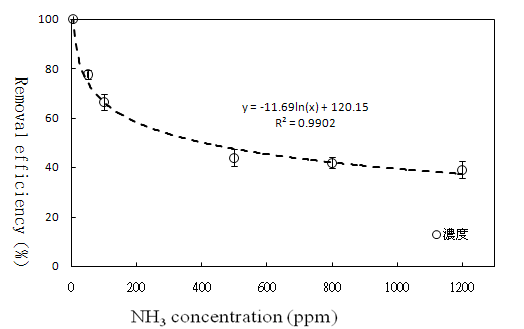 100
80
60
40
20
0
Removal efficiency (%)
y = -11.69ln(x) + 120.15
R² = 0.9902
濃度
0 200 400 600 800 1000 1200
NH₃ concentration (ppm)